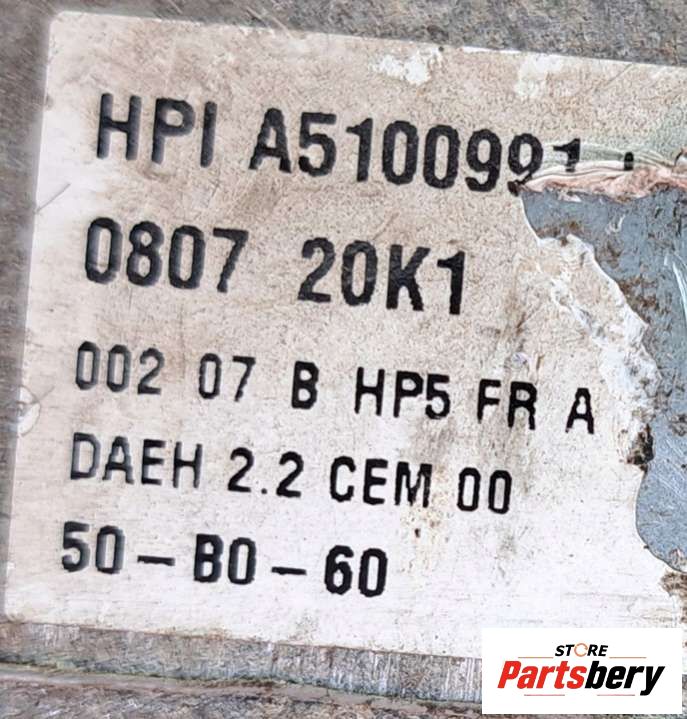 HPI A5100991
0807 20K1
002 07 B HP5 FR A
DAEH 2.2 CEM 00
50-B0-60
STORE
Partsbery